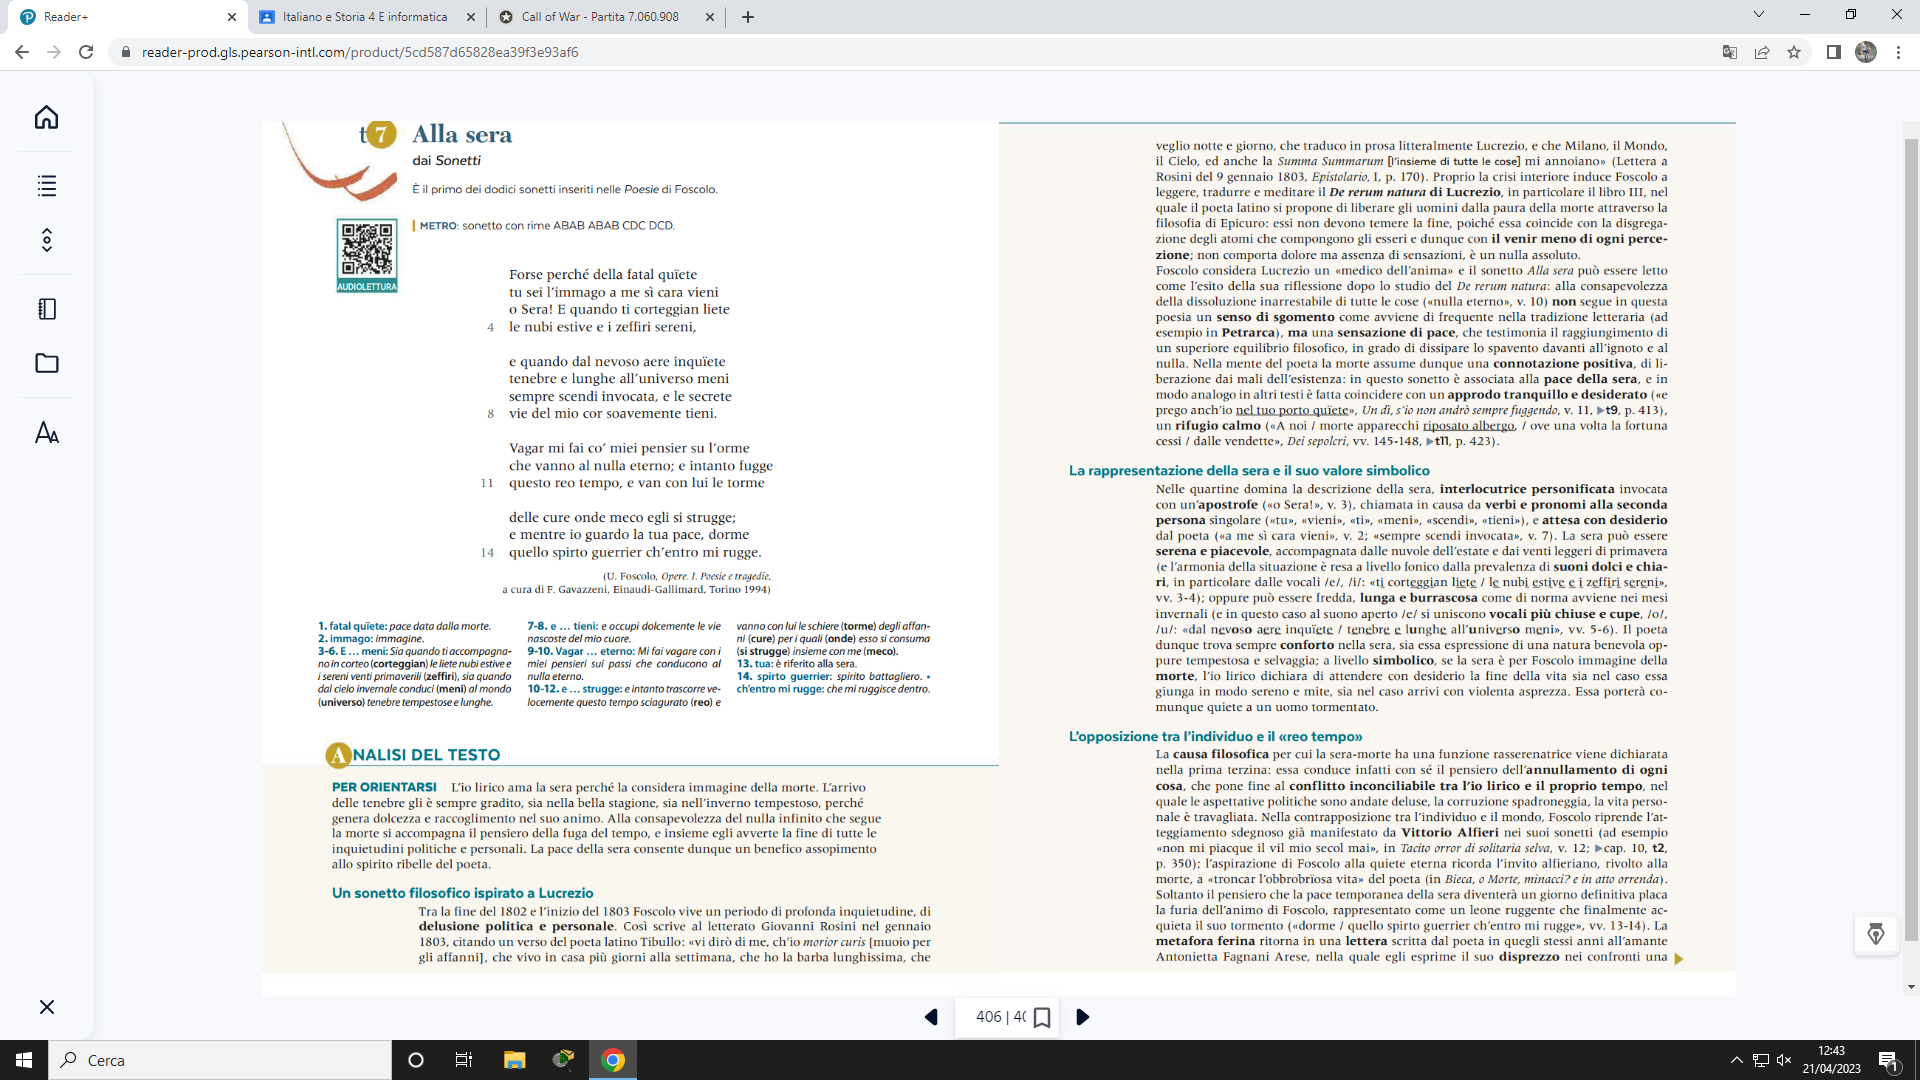 Reader+
Italiano e Storia 4 E informatica
Call of War - Partita 7.060.908
reader-prod.gls.pearson-intl.com/product/5cd587d65828ea39f3e93af6
t7 Alla sera
dai Sonetti
È il primo dei dodici sonetti inseriti nelle Poesie di Foscolo.
METRO: sonetto con rime ABAB ABAB CDC DCD.
AUDIOLETTURA
Forse perché della fatal quïete
tu sei l'immago a me sì cara vieni
o Sera! E quando ti corteggian liete
4 le nubi estive e i zeffiri sereni,
e quando dal nevoso aere inquïete
tenebre e lunghe all'universo meni
sempre scendi invocata, e le secrete
8 vie del mio cor soavemente tieni.
Vagar mi fai co' miei pensier su l'orme
che vanno al nulla eterno; e intanto fugge
11 questo reo tempo, e van con lui le torme
delle cure onde meco egli si strugge;
e mentre io guardo la tua pace, dorme
14 quello spirto guerrier ch'entro mi rugge.
(U. Foscolo, Opere. I. Poesie e tragedie,
a cura di F. Gavazzeni, Einaudi-Gallimard, Torino 1994)
1. fatal quïete: pace data dalla morte.
2. immago: immagine.
3-6. E ... meni: Sia quando ti accompagna-
no in corteo (corteggian) le liete nubi estive e
i sereni venti primaverili (zeffiri), sia quando
dal cielo invernale conduci (meni) al mondo
(universo) tenebre tempestose e lunghe.
7-8. e ... tieni: e occupi dolcemente le vie
nascoste del mio cuore.
9-10. Vagar ... eterno: Mi fai vagare con i
miei pensieri sui passi che conducono al
nulla eterno.
10-12. e ... strugge: e intanto trascorre ve-
locemente questo tempo sciagurato (reo) e
vanno con lui le schiere (torme) degli affan-
ni (cure) per i quali (onde) esso si consuma
(si strugge) insieme con me (meco).
13. tua: è riferito alla sera.
14. spirto guerrier: spirito battagliero. •
ch'entro mi rugge: che mi ruggisce dentro.
ANALISI DEL TESTO
PER ORIENTARSI L'io lirico ama la sera perché la considera immagine della morte. L'arrivo
delle tenebre gli è sempre gradito, sia nella bella stagione, sia nell'inverno tempestoso, perché
genera dolcezza e raccoglimento nel suo animo. Alla consapevolezza del nulla infinito che segue
la morte si accompagna il pensiero della fuga del tempo, e insieme egli avverte la fine di tutte le
inquietudini politiche e personali. La pace della sera consente dunque un benefico assopimento
allo spirito ribelle del poeta.
Un sonetto filosofico ispirato a Lucrezio
Tra la fine del 1802 e l'inizio del 1803 Foscolo vive un periodo di profonda inquietudine, di
delusione politica e personale. Così scrive al letterato Giovanni Rosini nel gennaio
1803, citando un verso del poeta latino Tibullo: «vi dirò di me, ch'io morior curis [muoio per
gli affanni], che vivo in casa più giorni alla settimana, che ho la barba lunghissima, che
veglio notte e giorno, che traduco in prosa litteralmente Lucrezio, e che Milano, il Mondo,
il Cielo, ed anche la Summa Summarum [l'insieme di tutte le cose] mi annoiano» (Lettera a
Rosini del 9 gennaio 1803, Epistolario, I, p. 170). Proprio la crisi interiore induce Foscolo a
leggere, tradurre e meditare il De rerum natura di Lucrezio, in particolare il libro III, nel
quale il poeta latino si propone di liberare gli uomini dalla paura della morte attraverso la
filosofia di Epicuro: essi non devono temere la fine, poiché essa coincide con la disgrega-
zione degli atomi che compongono gli esseri e dunque con il venir meno di ogni perce-
zione; non comporta dolore ma assenza di sensazioni, è un nulla assoluto.
Foscolo considera Lucrezio un «medico dell'anima» e il sonetto Alla sera può essere letto
come l'esito della sua riflessione dopo lo studio del De rerum natura: alla consapevolezza
della dissoluzione inarrestabile di tutte le cose («nulla eterno», v. 10) non segue in questa
poesia un senso di sgomento come avviene di frequente nella tradizione letteraria (ad
esempio in Petrarca), ma una sensazione di pace, che testimonia il raggiungimento di
un superiore equilibrio filosofico, in grado di dissipare lo spavento davanti all'ignoto e al
nulla. Nella mente del poeta la morte assume dunque una connotazione positiva, di li-
berazione dai mali dell'esistenza: in questo sonetto è associata alla pace della sera, e in
modo analogo in altri testi è fatta coincidere con un approdo tranquillo e desiderato («e
prego anch'io nel tuo porto quïete», Un dì, s'io non andrò sempre fuggendo, v. 11, ▶t9, p. 413),
un rifugio calmo («A noi / morte apparecchi riposato albergo, / ove una volta la fortuna
cessi / dalle vendette», Dei sepolcri, vv. 145-148, ▶t11, p. 423).
La rappresentazione della sera e il suo valore simbolico
Nelle quartine domina la descrizione della sera, interlocutrice personificata invocata
con un'apostrofe («o Sera!», v. 3), chiamata in causa da verbi e pronomi alla seconda
persona singolare («tu», «vieni», «ti», «meni», «scendi», «tieni»), e attesa con desiderio
dal poeta («a me sì cara vieni», v. 2; «sempre scendi invocata», v. 7). La sera può essere
serena e piacevole, accompagnata dalle nuvole dell'estate e dai venti leggeri di primavera
(e l'armonia della situazione è resa a livello fonico dalla prevalenza di suoni dolci e chia-
ri, in particolare dalle vocali /e/, /i/: «ti corteggian liete / le nubi estive e i zeffiri sereni»,
vv. 3-4); oppure può essere fredda, lunga e burrascosa come di norma avviene nei mesi
invernali (e in questo caso al suono aperto /e/ si uniscono vocali più chiuse e cupe, /o/,
/u/: «dal nevoso aere inquïete / tenebre e lunghe all'universo meni», vv. 5-6). Il poeta
dunque trova sempre conforto nella sera, sia essa espressione di una natura benevola op-
pure tempestosa e selvaggia; a livello simbolico, se la sera è per Foscolo immagine della
morte, l'io lirico dichiara di attendere con desiderio la fine della vita sia nel caso essa
giunga in modo sereno e mite, sia nel caso arrivi con violenta asprezza. Essa porterà co-
munque quiete a un uomo tormentato.
L'opposizione tra l'individuo e il «reo tempo»
La causa filosofica per cui la sera-morte ha una funzione rasserenatrice viene dichiarata
nella prima terzina: essa conduce infatti con sé il pensiero dell'annullamento di ogni
cosa, che pone fine al conflitto inconciliabile tra l'io lirico e il proprio tempo, nel
quale le aspettative politiche sono andate deluse, la corruzione spadroneggia, la vita perso-
nale è travagliata. Nella contrapposizione tra l'individuo e il mondo, Foscolo riprende l'at-
teggiamento sdegnoso già manifestato da Vittorio Alfieri nei suoi sonetti (ad esempio
«non mi piacque il vil mio secol mai», in Tacito orror di solitaria selva, v. 12; ▶cap. 10, t2,
p. 350); l'aspirazione di Foscolo alla quiete eterna ricorda l'invito alfieriano, rivolto alla
morte, a «troncar l'obbrobrïosa vita» del poeta (in Bieca, o Morte, minacci? e in atto orrenda).
Soltanto il pensiero che la pace temporanea della sera diventerà un giorno definitiva placa
la furia dell'animo di Foscolo, rappresentato come un leone ruggente che finalmente ac-
quieta il suo tormento («dorme / quello spirto guerrier ch'entro mi rugge», vv. 13-14). La
metafora ferina ritorna in una lettera scritta dal poeta in quegli stessi anni all'amante
Antonietta Fagnani Arese, nella quale egli esprime il suo disprezzo nei confronti una
406 | 40
Cerca
12:43
21/04/2023
1